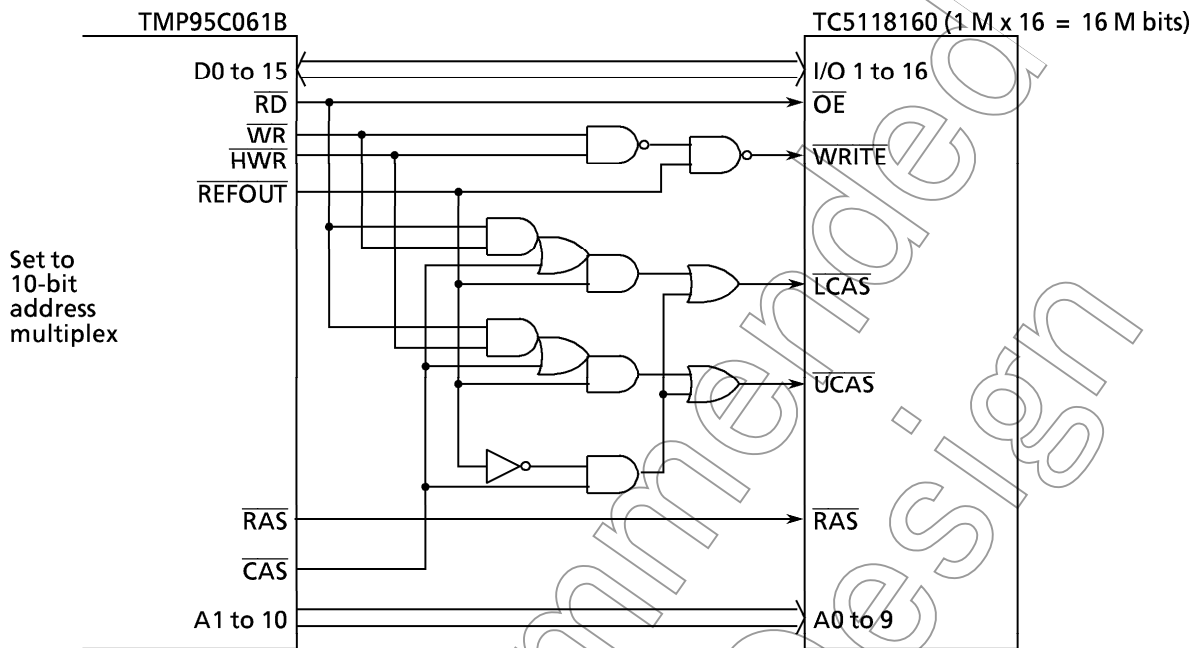 TMP95C061B
TC5118160 (1 M x 16 = 16 M bits)
D0 to 15
I/O 1 to 16
RD
OE
WR
HWR
WRITE
REFOUT
Set to
10-bit
address
multiplex
LCAS
UCAS
RAS
RAS
CAS
A1 to 10
A0 to 9